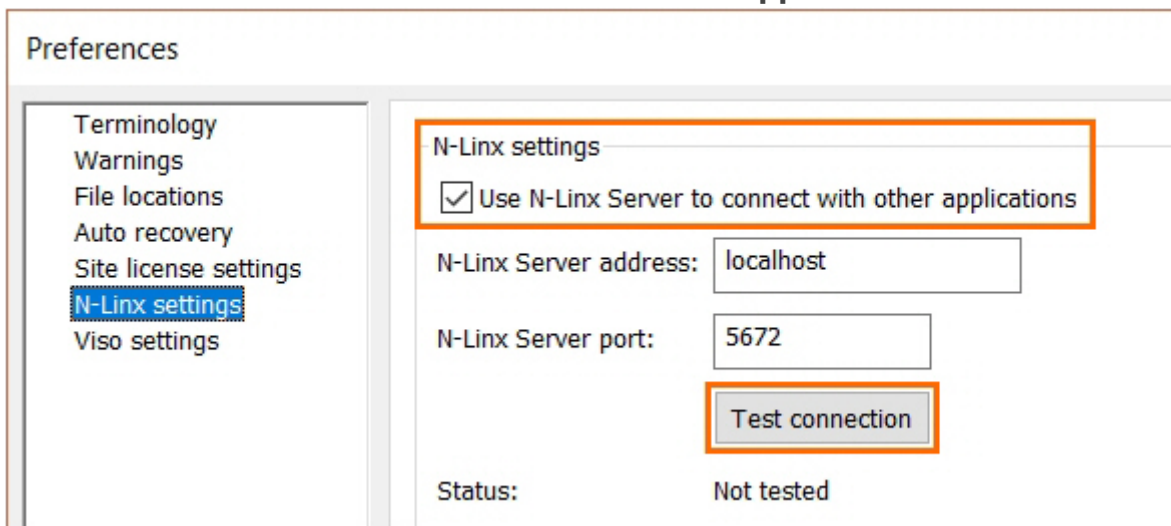 Preferences
Terminology
Warnings
File locations
Auto recovery
Site license settings
N-Linx settings
Viso settings
N-Linx settings
Use N-Linx Server to connect with other applications
N-Linx Server address: localhost
N-Linx Server port: 5672
Test connection
Status: Not tested